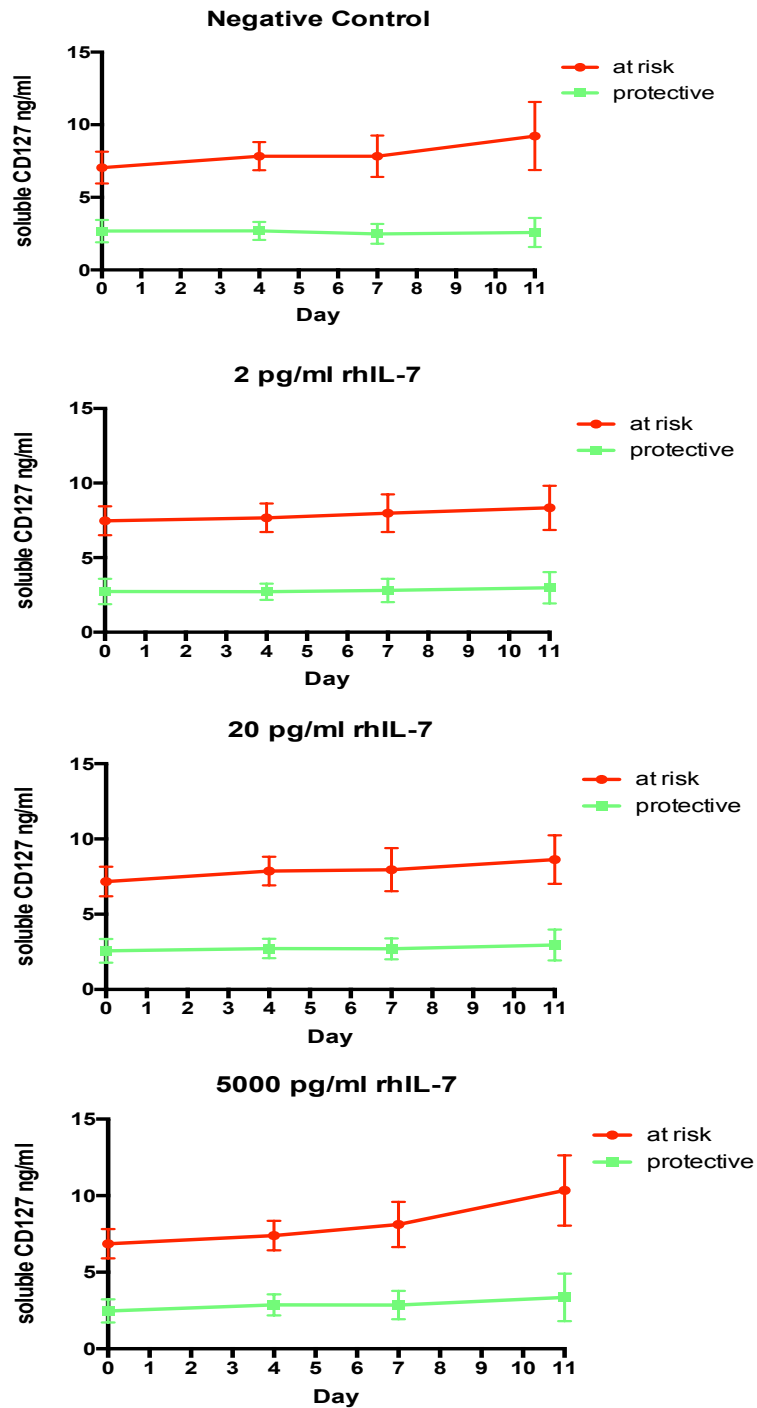 Negative Control
15
10
5
0
soluble CD127 ng/ml
0 1 2 3 4 5 6 7 8 9 10 11
Day
at risk
protective
2 pg/ml rhIL-7
15
10
5
0
soluble CD127 ng/ml
0 1 2 3 4 5 6 7 8 9 10 11
Day
at risk
protective
20 pg/ml rhIL-7
15
10
5
0
soluble CD127 ng/ml
0 1 2 3 4 5 6 7 8 9 10 11
Day
at risk
protective
5000 pg/ml rhIL-7
15
10
5
0
soluble CD127 ng/ml
0 1 2 3 4 5 6 7 8 9 10 11
Day
at risk
protective